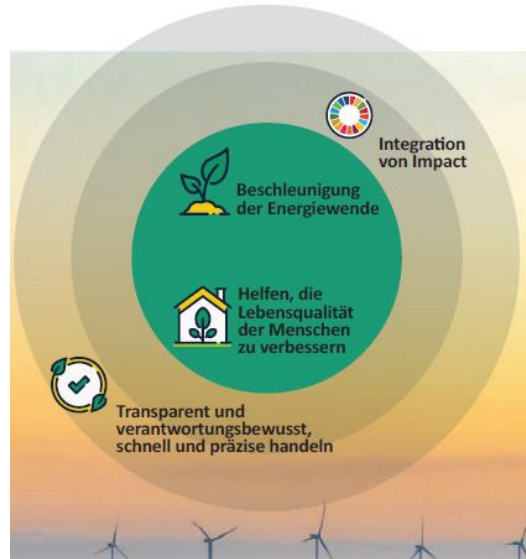 Integration
von Impact
Beschleunigung
der Energiewende
Helfen, die
Lebensqualität
der Menschen
zu verbessern
Transparent und
verantwortungsbewusst,
schnell und präzise handeln